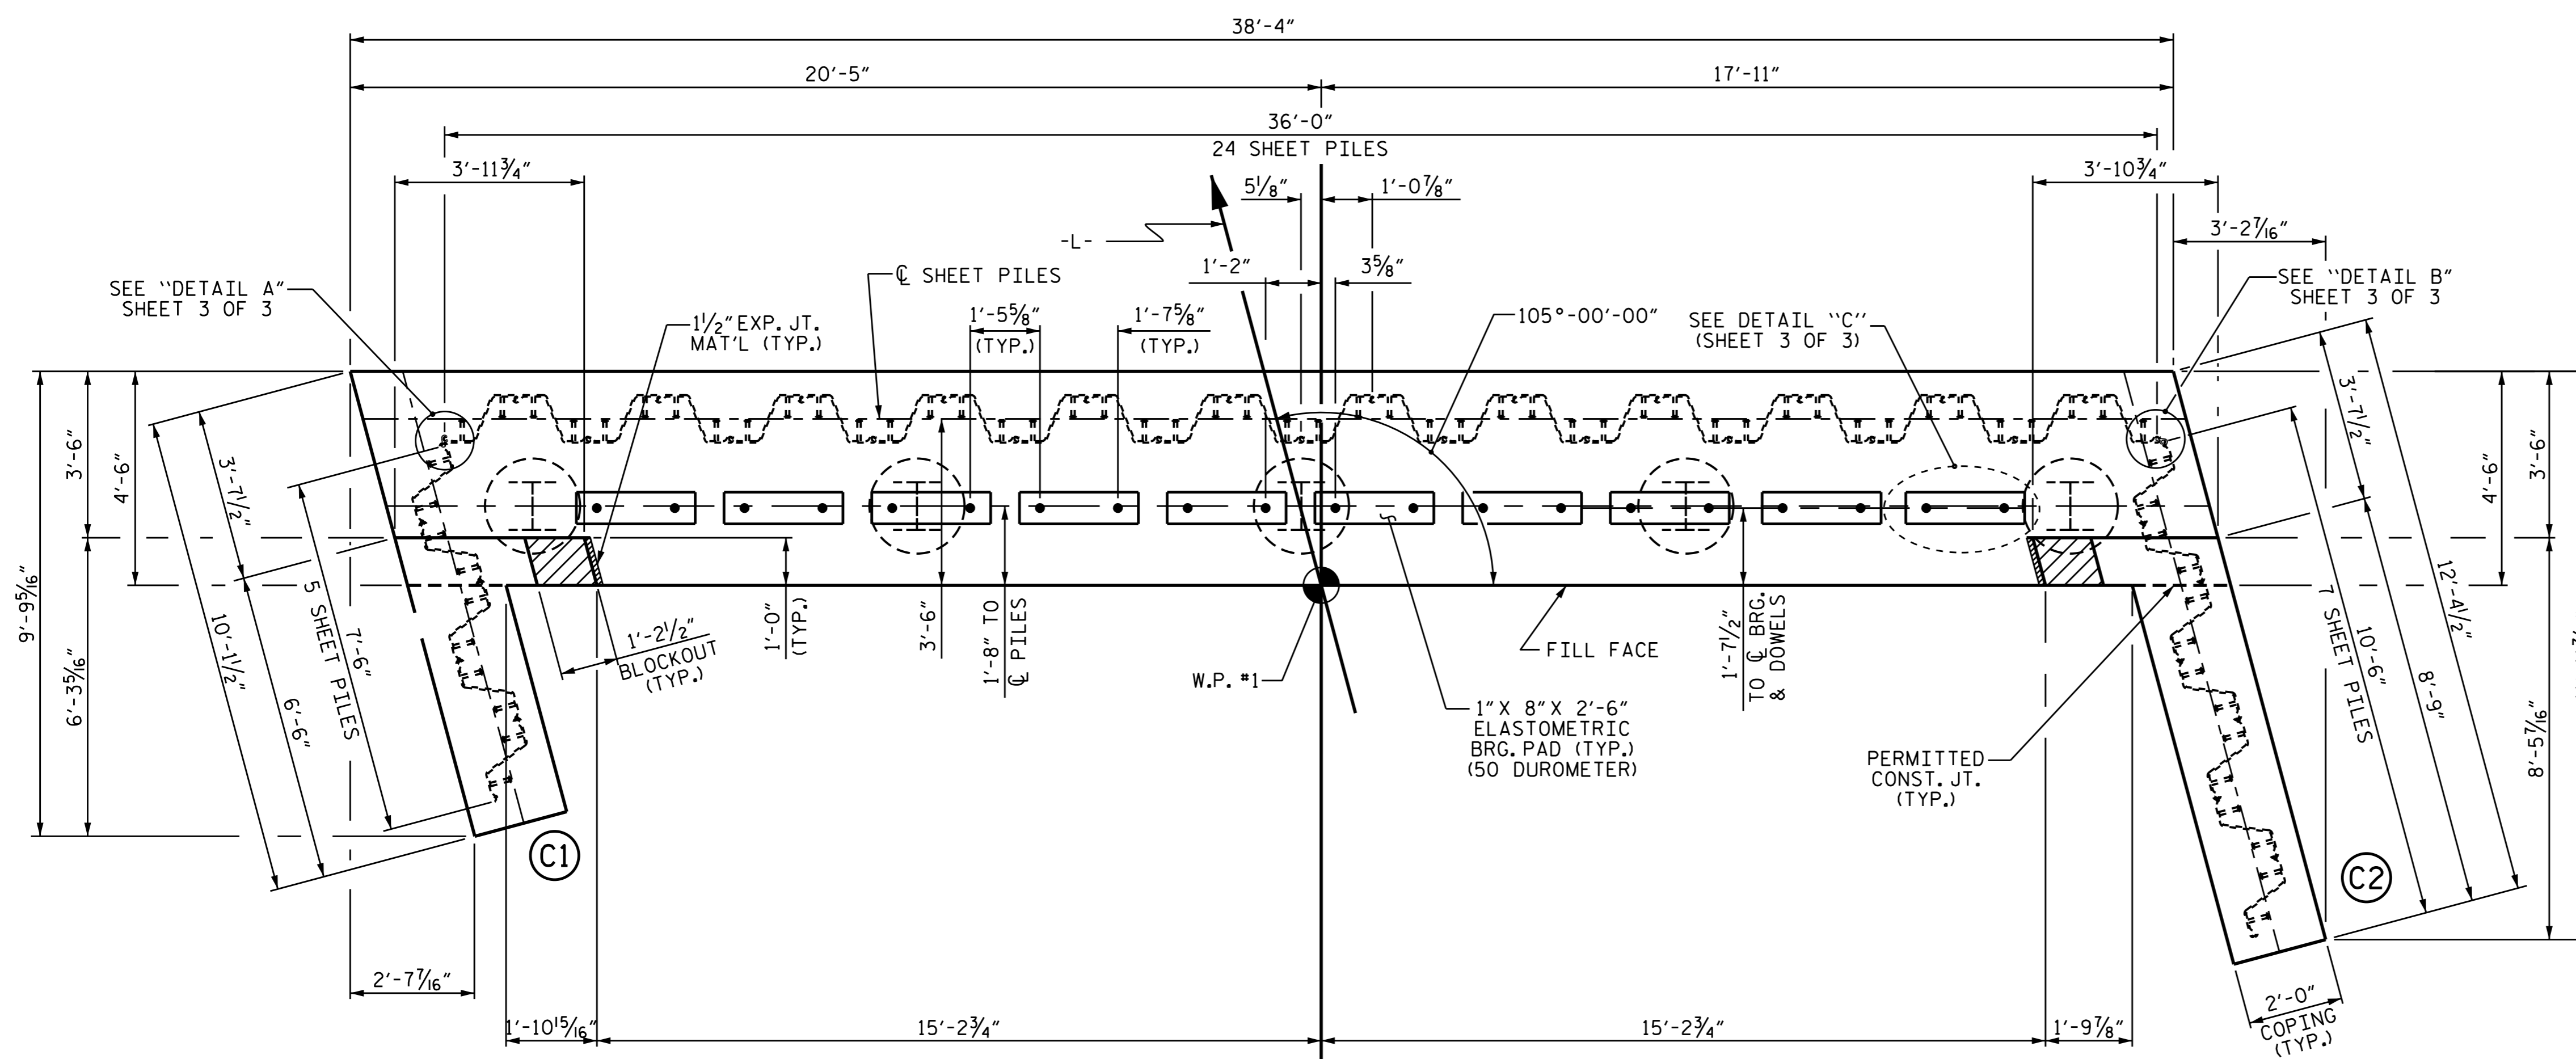 38'-4"
20'-5"
17'-11"
36'-0"
24 SHEET PILES
3'-11¾"
5⅛"
1'-0⅞"
3'-10¾"
3'-2⁷⁄₁₆"
-L-
SEE ``DETAIL A"
SHEET 3 OF 3
℄ SHEET PILES
1'-2"
3⅝"
SEE ``DETAIL B"
SHEET 3 OF 3
1½" EXP. JT.
MAT'L (TYP.)
1'-5⅝"
(TYP.)
1'-7⅝"
(TYP.)
105°-00'-00"
SEE DETAIL ``C"
(SHEET 3 OF 3)
9'-9⁵⁄₁₆"
3'-6"
6'-3⁵⁄₁₆"
4'-6"
10'-1½"
3'-7½"
6'-6"
5 SHEET PILES
7'-6"
1'-2½"
BLOCKOUT
(TYP.)
1'-0"
(TYP.)
3'-6"
1'-8" TO
℄ PILES
W.P. #1
1" X 8" X 2'-6"
ELASTOMETRIC
BRG. PAD (TYP.)
(50 DUROMETER)
FILL FACE
1'-7½"
TO ℄ BRG.
& DOWELS
PERMITTED
CONST. JT.
(TYP.)
3'-7½"
12'-4½"
7 SHEET PILES
10'-6"
8'-9"
4'-6"
3'-6"
8'-5⁷⁄₁₆"
C1
C2
2'-7⁷⁄₁₆"
1'-10¹⁵⁄₁₆"
15'-2¾"
15'-2¾"
1'-9⅞"
2'-0"
COPING
(TYP.)